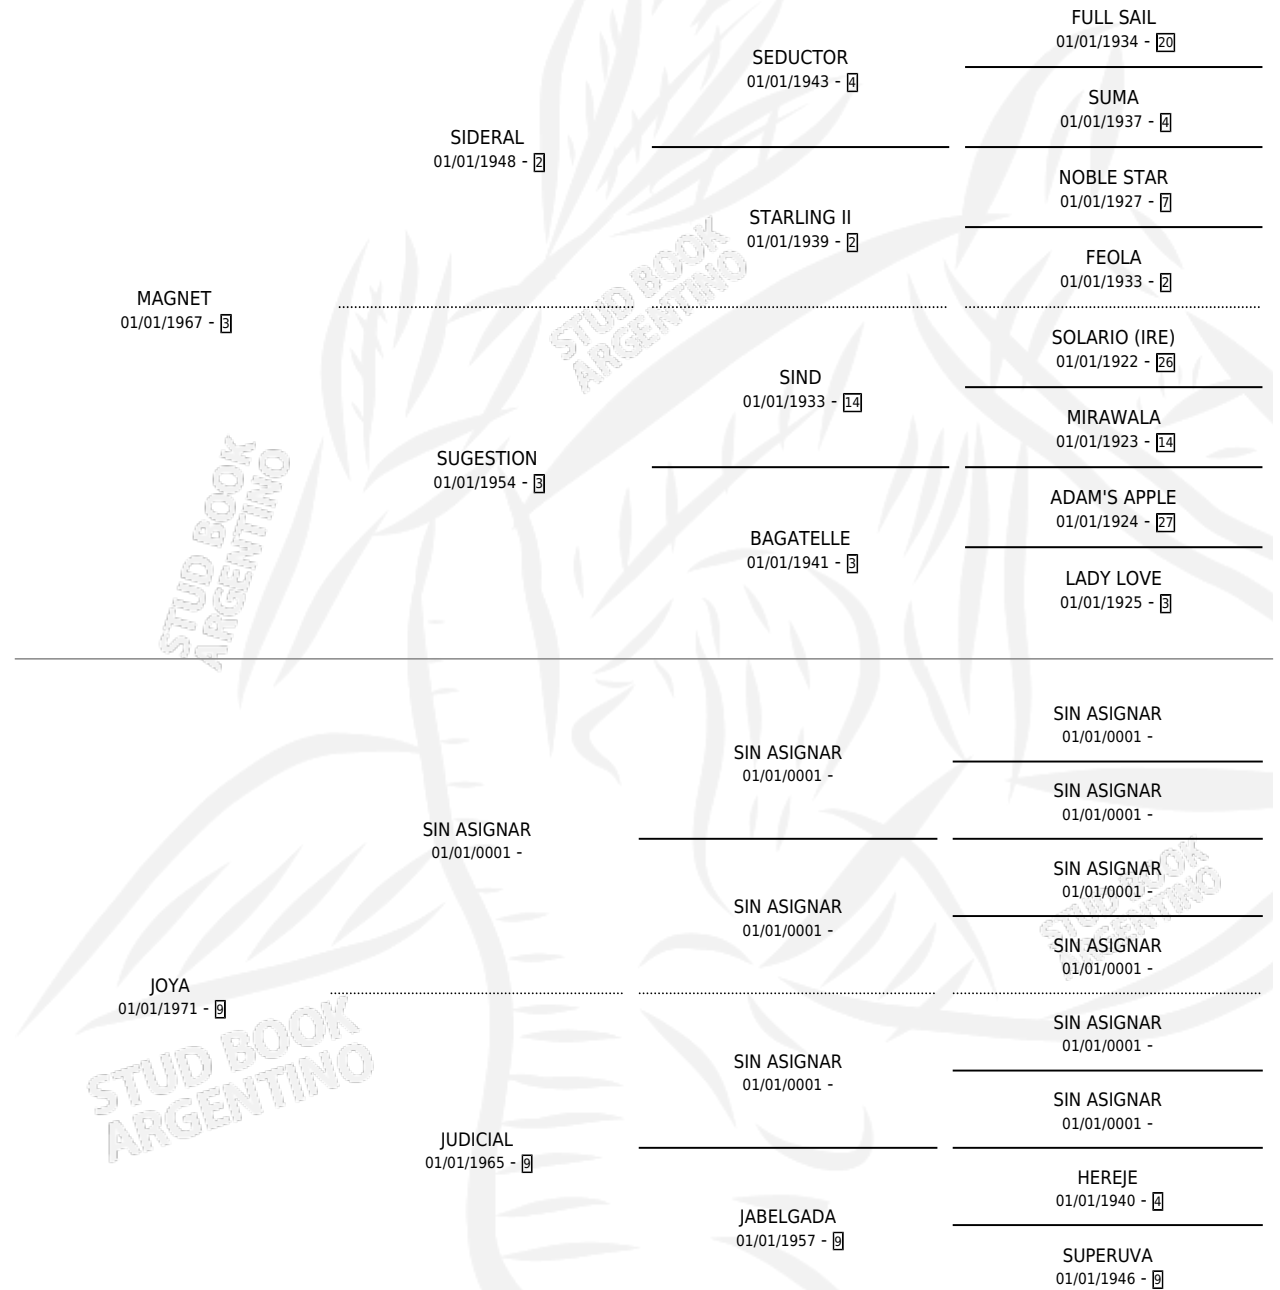 FULL SAIL
01/01/1934 - 20
SEDUCTOR
01/01/1943 - 4
SUMA
01/01/1937 - 4
SIDERAL
01/01/1948 - 2
NOBLE STAR
01/01/1927 - 7
STARLING II
01/01/1939 - 2
FEOLA
01/01/1933 - 2
MAGNET
01/01/1967 - 3
STUD BOOK
ARGENTINO
SOLARIO (IRE)
01/01/1922 - 26
SIND
01/01/1933 - 14
MIRAWALA
01/01/1923 - 14
SUGESTION
01/01/1954 - 3
ADAM'S APPLE
01/01/1924 - 27
BAGATELLE
01/01/1941 - 3
LADY LOVE
01/01/1925 - 3
STUD BOOK
ARGENTINO
SIN ASIGNAR
01/01/0001 -
SIN ASIGNAR
01/01/0001 -
SIN ASIGNAR
01/01/0001 -
SIN ASIGNAR
01/01/0001 -
SIN ASIGNAR
01/01/0001 -
SIN ASIGNAR
01/01/0001 -
SIN ASIGNAR
01/01/0001 -
STUD BOOK
ARGENTINO
JOYA
01/01/1971 - 9
SIN ASIGNAR
01/01/0001 -
SIN ASIGNAR
01/01/0001 -
SIN ASIGNAR
01/01/0001 -
STUD BOOK
ARGENTINO
JUDICIAL
01/01/1965 - 9
HEREJE
01/01/1940 - 4
JABELGADA
01/01/1957 - 9
SUPERUVA
01/01/1946 - 9